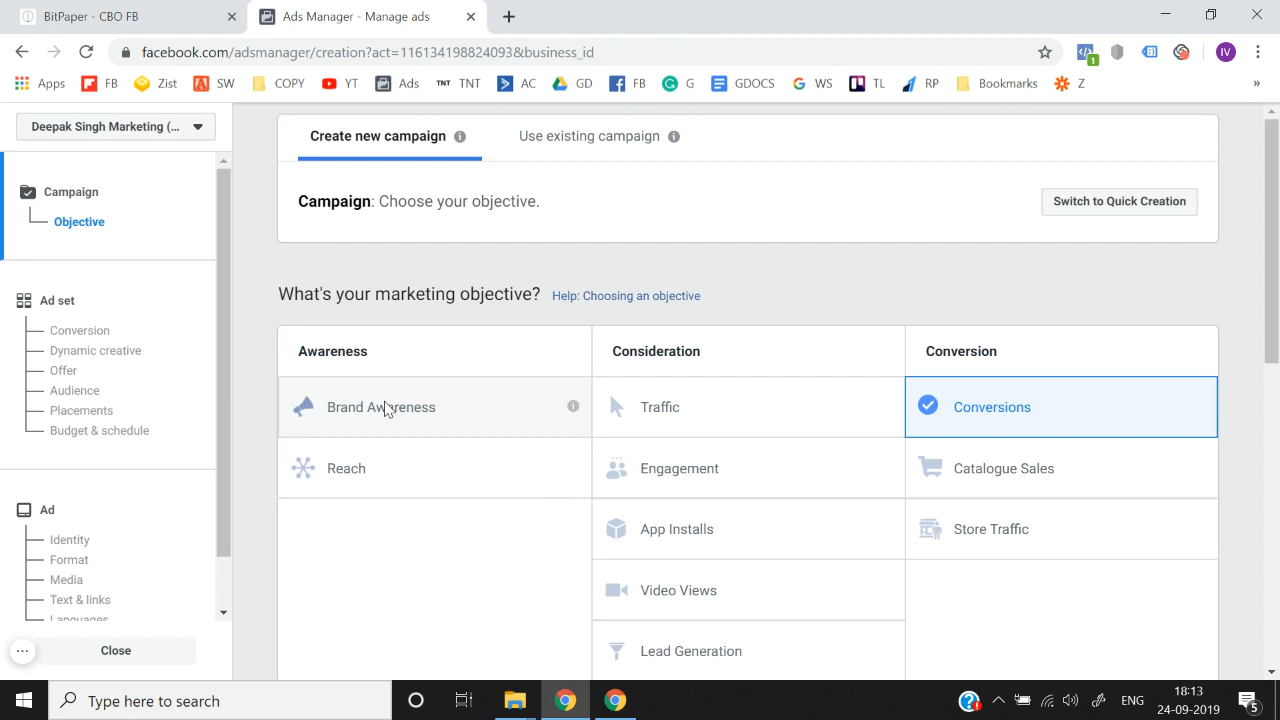 BitPaper - CBO FB
Ads Manager - Manage ads
facebook.com/adsmanager/creation?act=116134198824093&business_id
1
IV
Apps
FB
Zist
SW
COPY
YT
Ads
TNT TNT
AC
GD
FB
G
GDOCS
WS
TL
RP
Bookmarks
Z
»
Deepak Singh Marketing (...
Campaign
Objective
Ad set
Conversion
Dynamic creative
Offer
Audience
Placements
Budget & schedule
Ad
Identity
Format
Media
Text & links
Languages
Close
Create new campaign
Use existing campaign
Campaign: Choose your objective.
Switch to Quick Creation
What's your marketing objective? Help: Choosing an objective
Awareness
Consideration
Conversion
Brand Awareness
Traffic
Conversions
Reach
Engagement
Catalogue Sales
App Installs
Store Traffic
Video Views
Lead Generation
Type here to search
ENG
18:13
24-09-2019
5